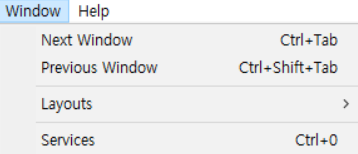 Window Help
Next Window Ctrl+Tab
Previous Window Ctrl+Shift+Tab
Layouts >
Services Ctrl+0